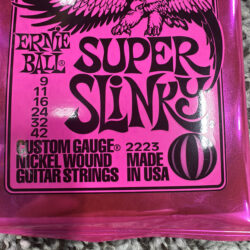 ERNIE
BALL®
SUPER
SLINKY
9
11
16
24
32
42
CUSTOM GAUGE®
NICKEL WOUND
GUITAR STRINGS
2223
MADE
IN USA